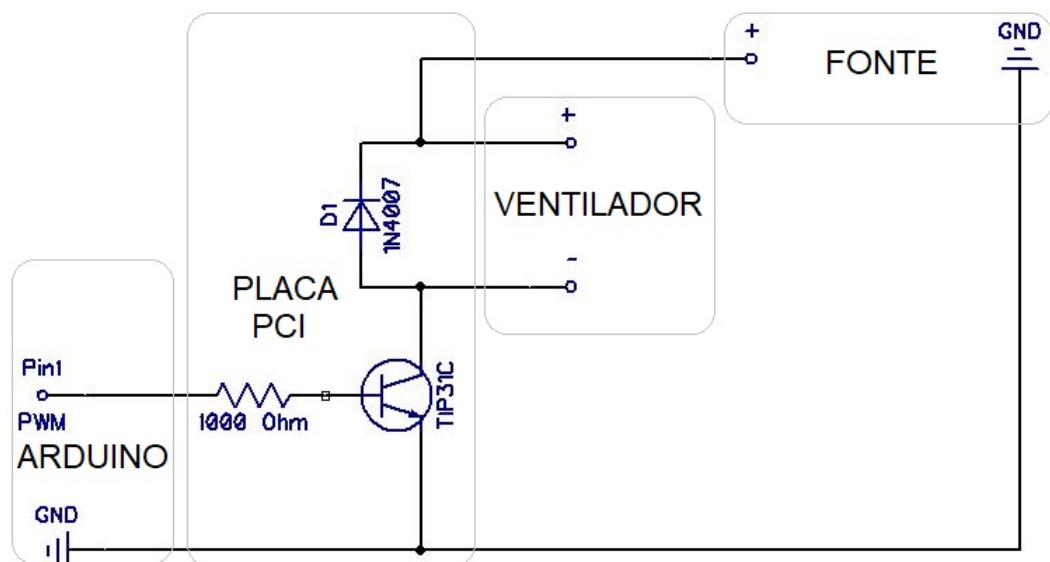 +
FONTE
GND
+
VENTILADOR
-
D1
1N4007
PLACA
PCI
Pin1
PWM
ARDUINO
1000 Ohm
TIP31C
GND